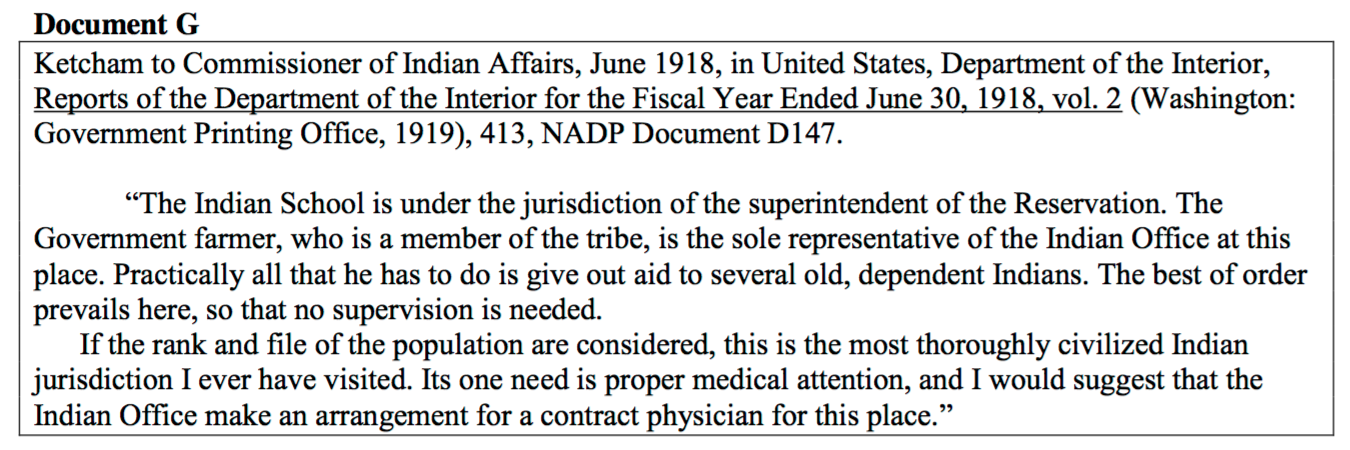 Document G
Ketcham to Commissioner of Indian Affairs, June 1918, in United States, Department of the Interior,
Reports of the Department of the Interior for the Fiscal Year Ended June 30, 1918, vol. 2 (Washington:
Government Printing Office, 1919), 413, NADP Document D147.
“The Indian School is under the jurisdiction of the superintendent of the Reservation. The
Government farmer, who is a member of the tribe, is the sole representative of the Indian Office at this
place. Practically all that he has to do is give out aid to several old, dependent Indians. The best of order
prevails here, so that no supervision is needed.
If the rank and file of the population are considered, this is the most thoroughly civilized Indian
jurisdiction I ever have visited. Its one need is proper medical attention, and I would suggest that the
Indian Office make an arrangement for a contract physician for this place.”